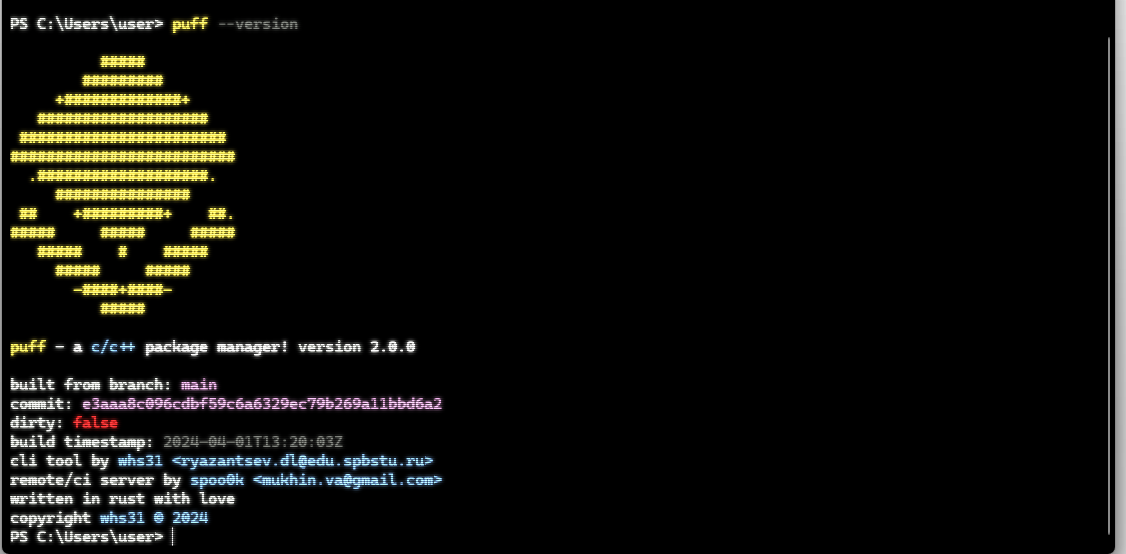 PS C:\Users\user> puff --version
#####
#########
+#############+
###################
#######################
#########################
.###################.
###############
##    +#########+    ##.
#####     #####     #####
#####    #    #####
#####     #####
-####+####-
#####
puff - a c/c++ package manager! version 2.0.0
built from branch: main
commit: e3aaa8c096cdbf59c6a6329ec79b269a11bbd6a2
dirty: false
build timestamp: 2024-04-01T13:20:03Z
cli tool by whs31 <ryazantsev.dl@edu.spbstu.ru>
remote/ci server by spoo0k <mukhin.va@gmail.com>
written in rust with love
copyright whs31 © 2024
PS C:\Users\user>